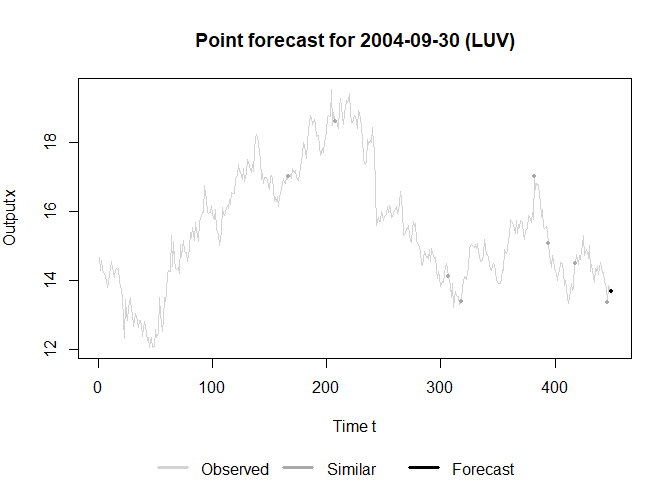 Point forecast for 2004-09-30 (LUV)
Output x
18
16
14
12
0 100 200 300 400
Time t
Observed Similar Forecast